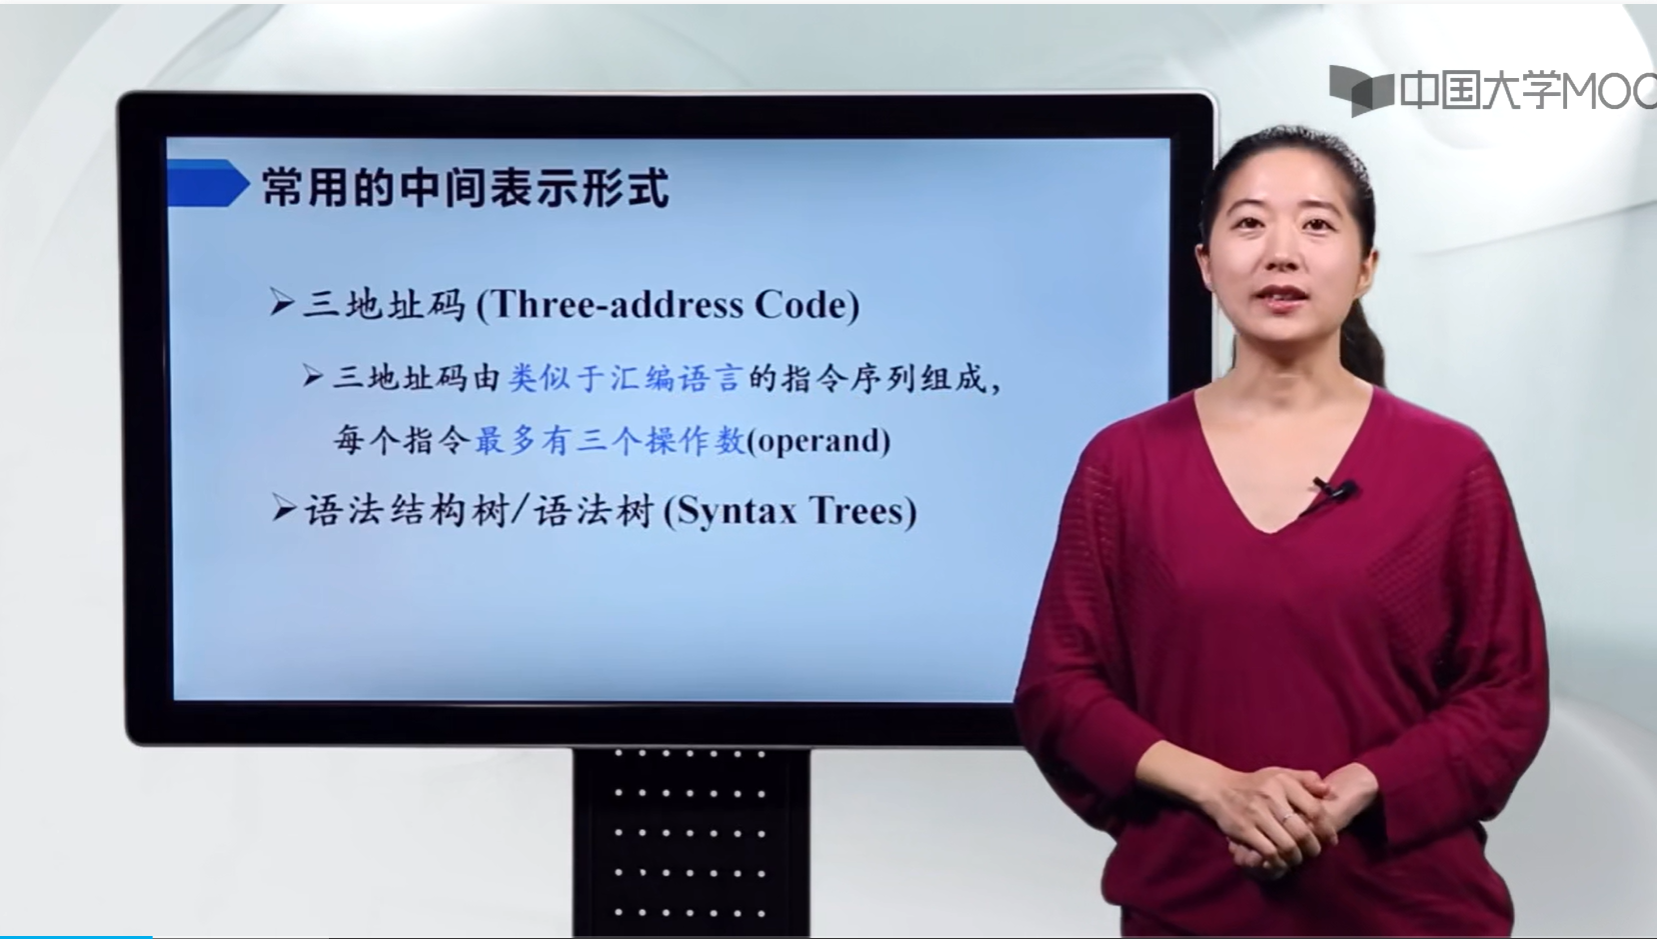 中国大学MOO
常用的中间表示形式
➢三地址码(Three-address Code)
➢三地址码由类似于汇编语言的指令序列组成，
每个指令最多有三个操作数(operand)
➢语法结构树/语法树(Syntax Trees)